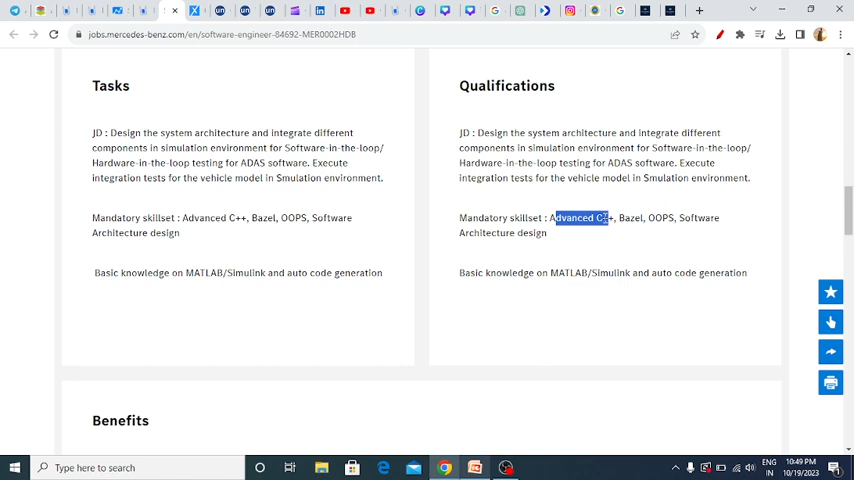 jobs.mercedes-benz.com/en/software-engineer-84692-MER0002HDB
Tasks
JD : Design the system architecture and integrate different
components in simulation environment for Software-in-the-loop/
Hardware-in-the-loop testing for ADAS software. Execute
integration tests for the vehicle model in Smulation environment.
Mandatory skillset : Advanced C++, Bazel, OOPS, Software
Architecture design
Basic knowledge on MATLAB/Simulink and auto code generation
Qualifications
JD : Design the system architecture and integrate different
components in simulation environment for Software-in-the-loop/
Hardware-in-the-loop testing for ADAS software. Execute
integration tests for the vehicle model in Smulation environment.
Mandatory skillset : Advanced C++, Bazel, OOPS, Software
Architecture design
Basic knowledge on MATLAB/Simulink and auto code generation
Benefits
Type here to search
ENG
IN
10:49 PM
10/19/2023